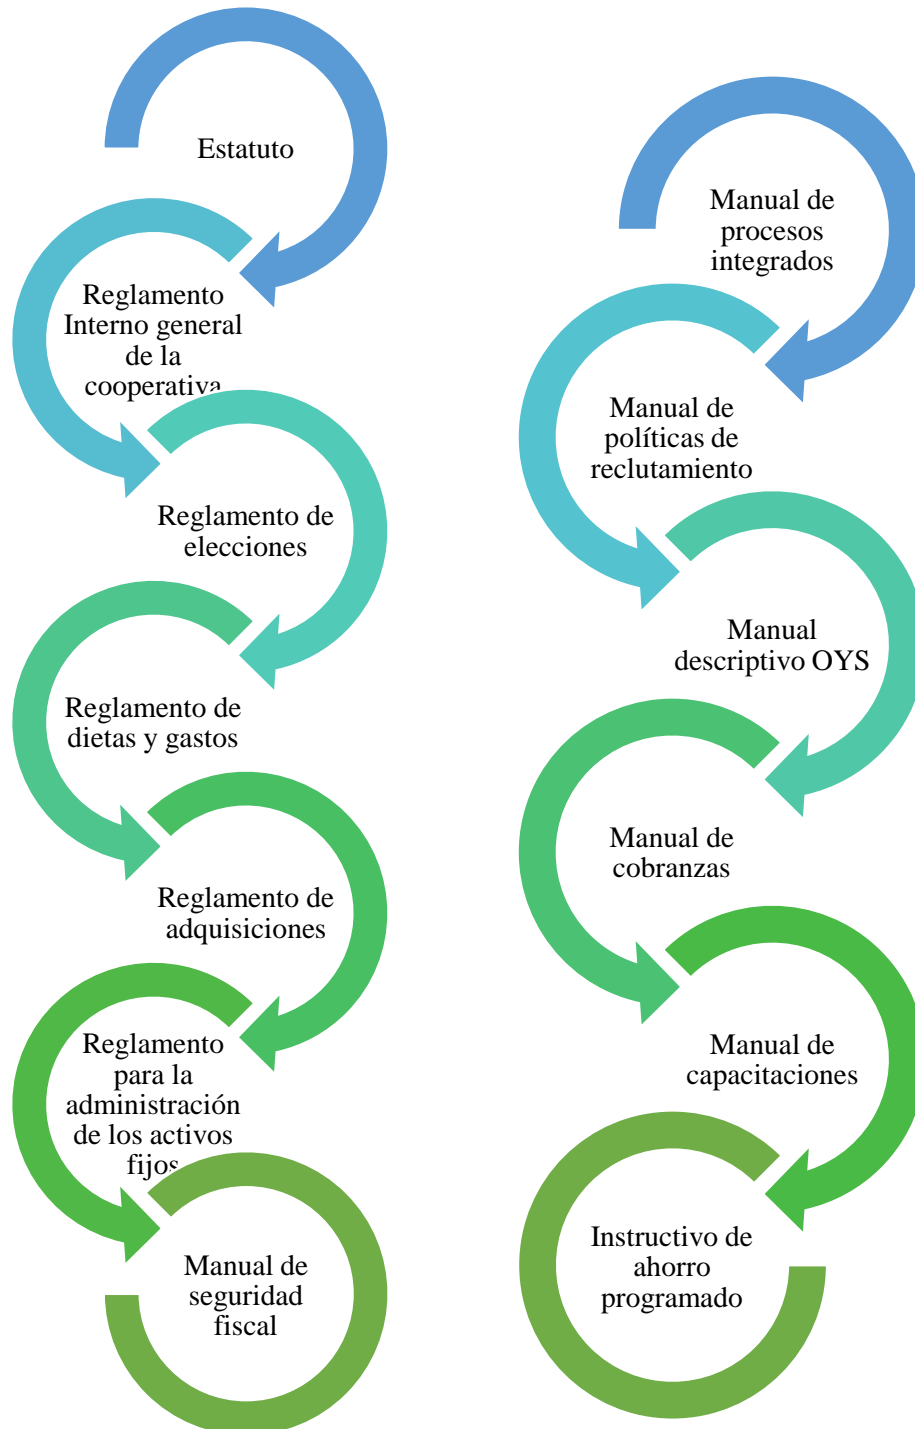 Estatuto
Reglamento
Interno general
de la
cooperativa
Reglamento de
elecciones
Reglamento de
dietas y gastos
Reglamento de
adquisiciones
Reglamento
para la
administración
de los activos
fijos
Manual de
seguridad
fiscal
Manual de
procesos
integrados
Manual de
políticas de
reclutamiento
Manual
descriptivo OYS
Manual de
cobranzas
Manual de
capacitaciones
Instructivo de
ahorro
programado